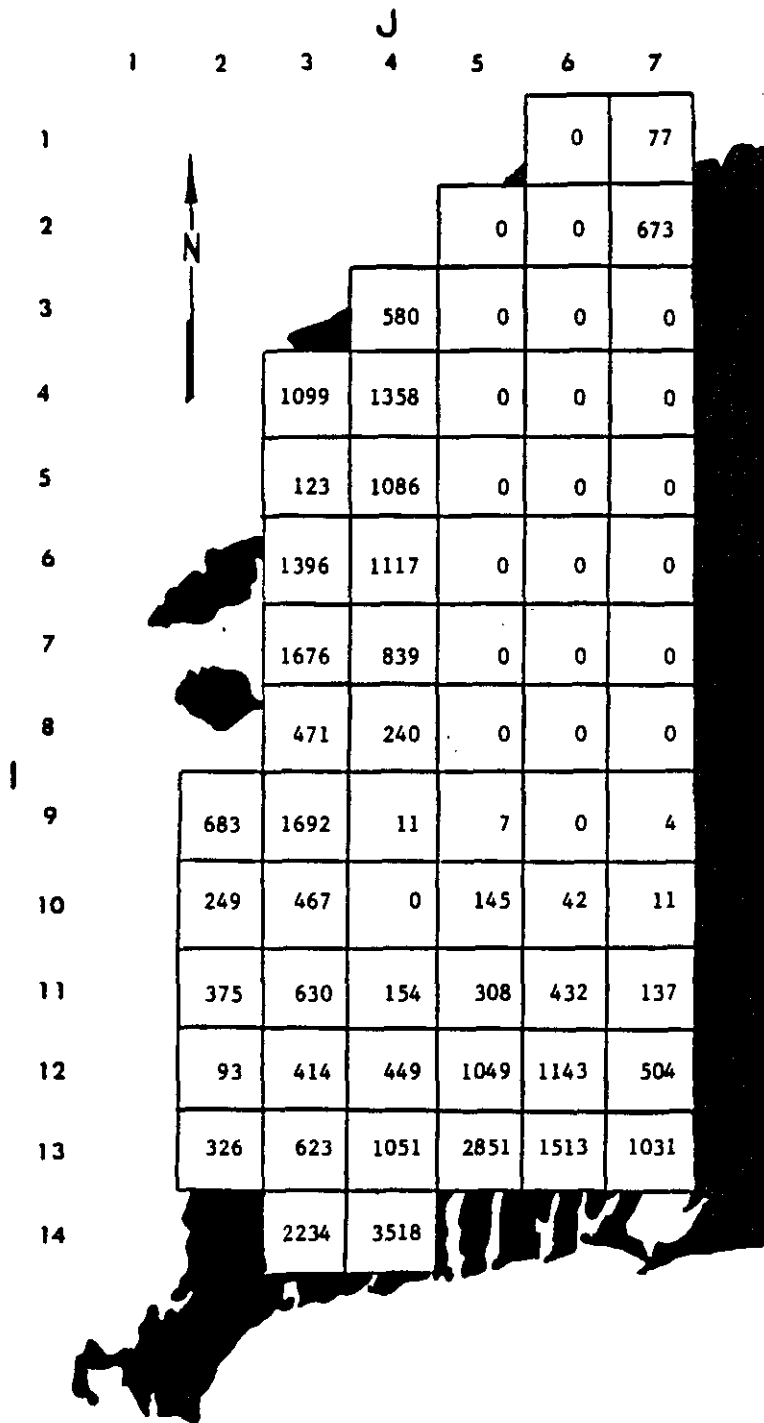 J
1 2 3 4 5 6 7
1 0 77
2 0 0 673
N
3 580 0 0 0
4 1099 1358 0 0 0
5 123 1086 0 0 0
6 1396 1117 0 0 0
7 1676 839 0 0 0
8 471 240 0 0 0
I
9 683 1692 11 7 0 4
10 249 467 0 145 42 11
11 375 630 154 308 432 137
12 93 414 449 1049 1143 504
13 326 623 1051 2851 1513 1031
14 2234 3518